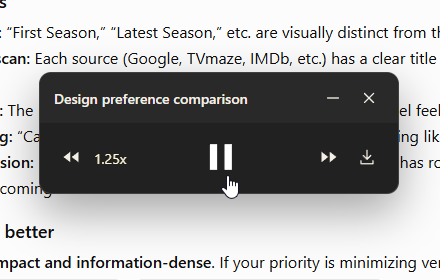 s
: “First Season,” “Latest Season,” etc. are visually distinct from th
scan: Each source (Google, TVmaze, IMDb, etc.) has a clear title
Design preference comparison
: The
el feel
g: “Ca
ing lik
1.25x
sion:
has ro
coming
better
mpact and information-dense. If your priority is minimizing ver